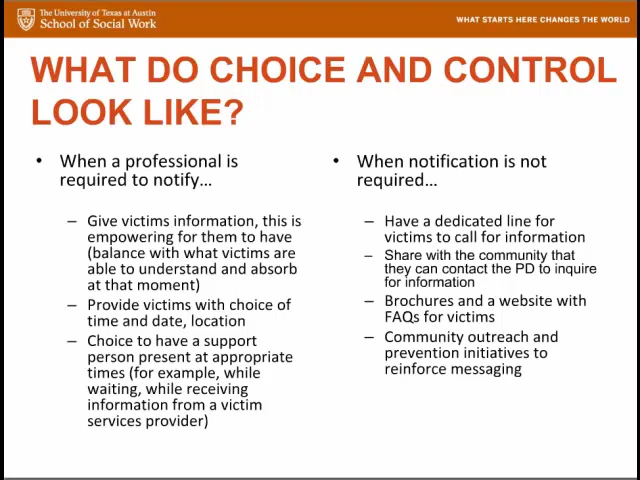 The University of Texas at Austin
School of Social Work
WHAT STARTS HERE CHANGES THE WORLD
WHAT DO CHOICE AND CONTROL
LOOK LIKE?
• When a professional is
required to notify…
– Give victims information, this is
empowering for them to have
(balance with what victims are
able to understand and absorb
at that moment)
– Provide victims with choice of
time and date, location
– Choice to have a support
person present at appropriate
times (for example, while
waiting, while receiving
information from a victim
services provider)
• When notification is not
required…
– Have a dedicated line for
victims to call for information
– Share with the community that
they can contact the PD to inquire
for information
– Brochures and a website with
FAQs for victims
– Community outreach and
prevention initiatives to
reinforce messaging